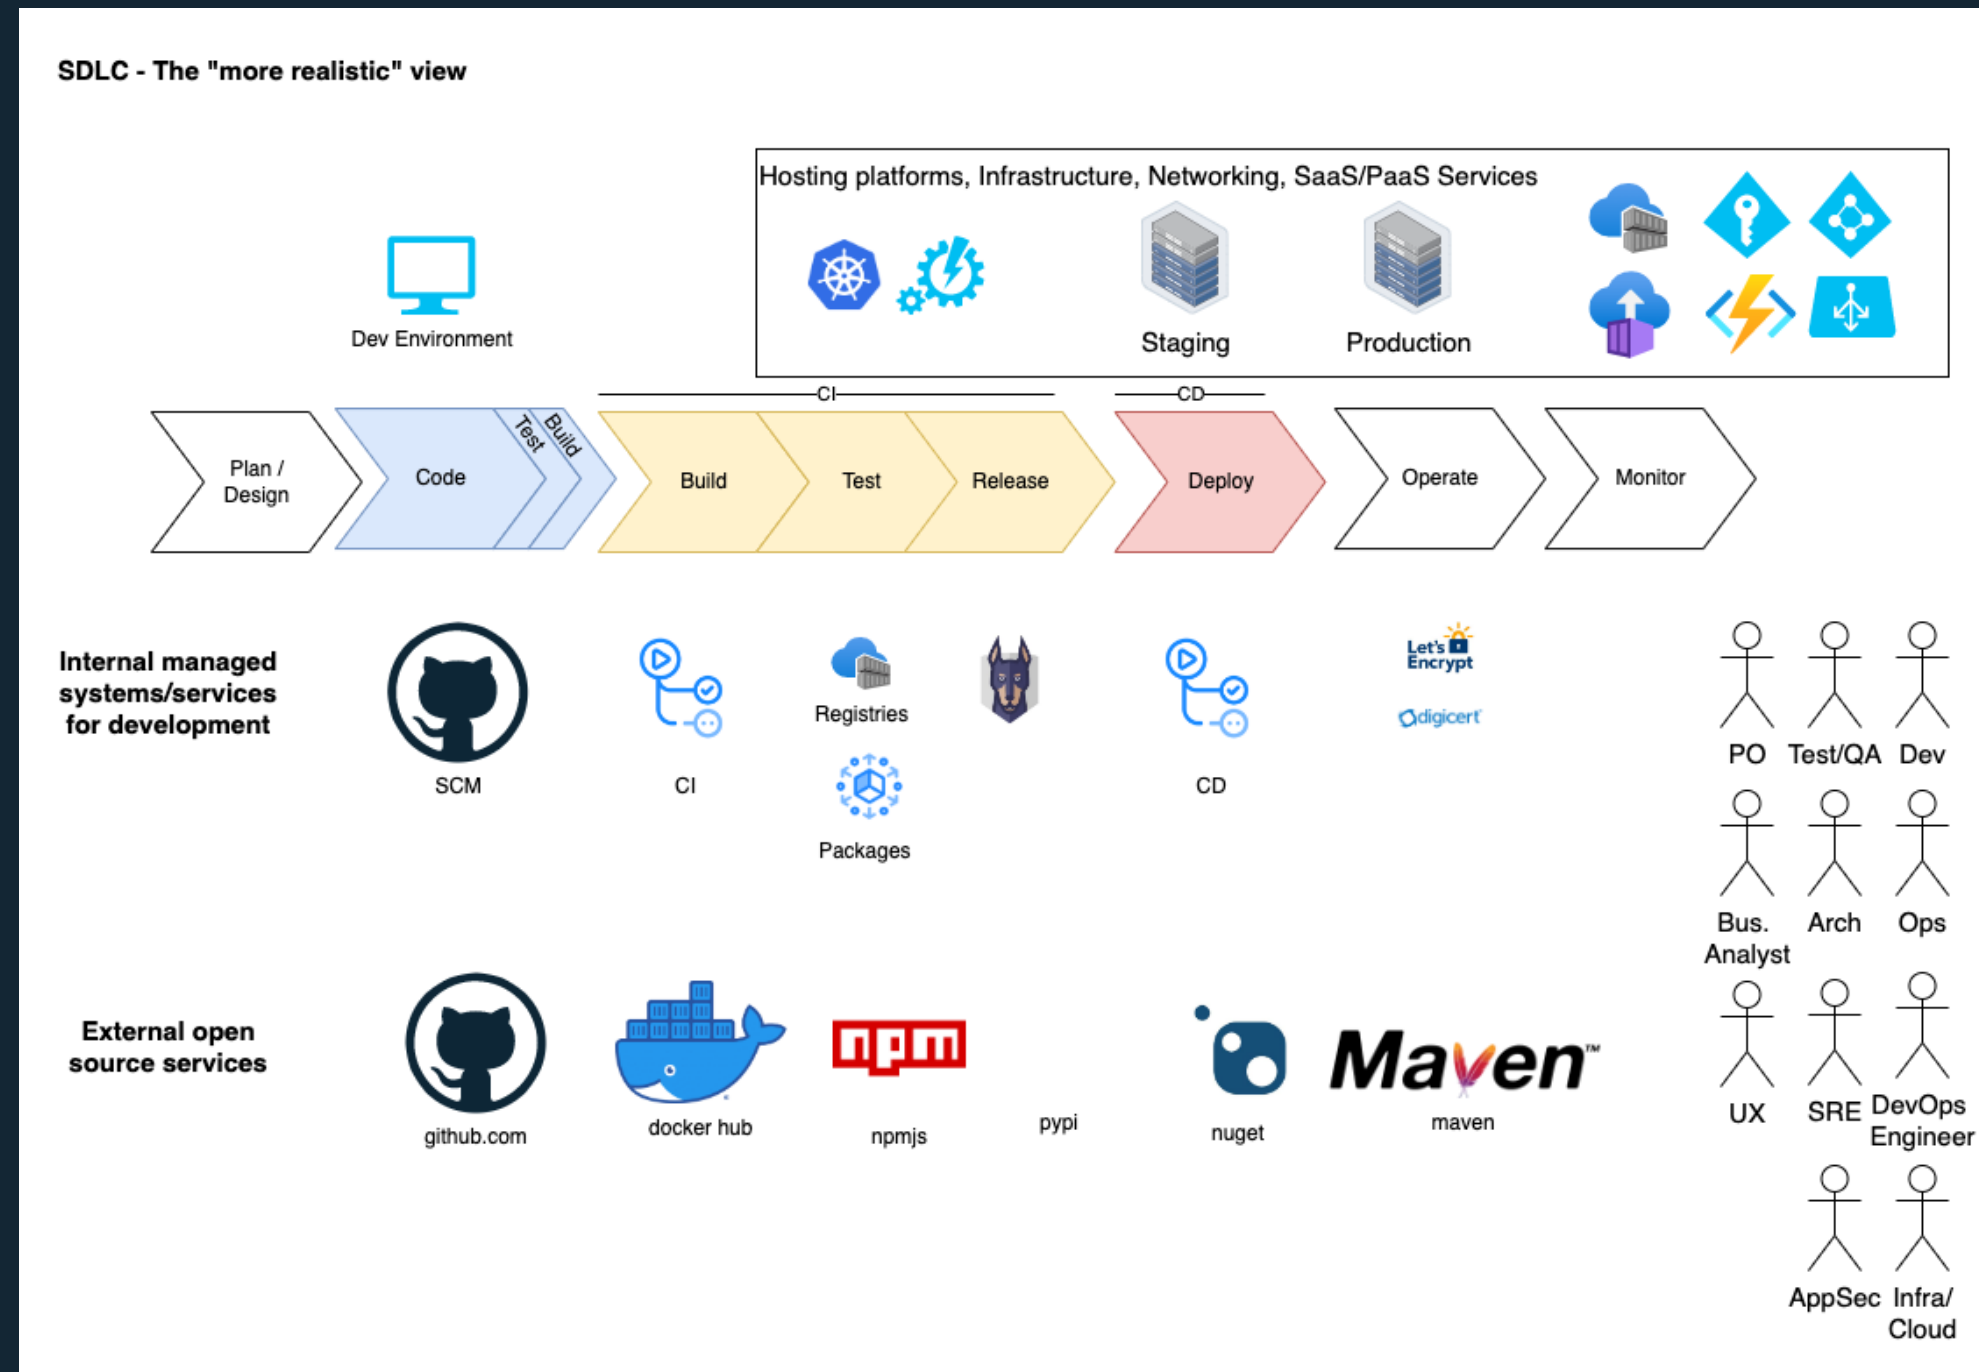 SDLC - The "more realistic" view
Hosting platforms, Infrastructure, Networking, SaaS/PaaS Services
Dev Environment
Staging
Production
CI
CD
Plan /
Design
Code
Test
Build
Build
Test
Release
Deploy
Operate
Monitor
Internal managed
systems/services
for development
SCM
CI
Registries
Packages
CD
Let's
Encrypt
digicert
PO
Test/QA
Dev
Bus.
Analyst
Arch
Ops
External open
source services
github.com
docker hub
npm
npmjs
pypi
nuget
Maven™
maven
UX
SRE
DevOps
Engineer
AppSec
Infra/
Cloud